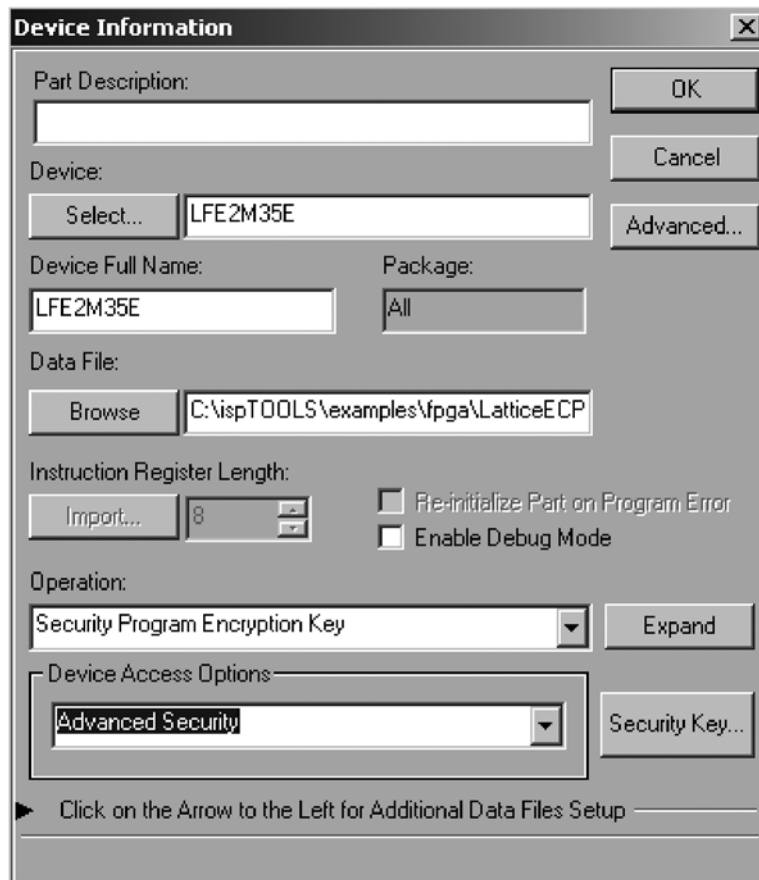 Device Information
Part Description:
OK
Cancel
Device:
Select...
LFE2M35E
Advanced...
Device Full Name:
Package:
LFE2M35E
All
Data File:
Browse
C:\ispTOOLS\examples\fpga\LatticeECP
Instruction Register Length:
Import...
8
Re-initialize Part on Program Error
Enable Debug Mode
Operation:
Security Program Encryption Key
Expand
Device Access Options
Advanced Security
Security Key...
Click on the Arrow to the Left for Additional Data Files Setup